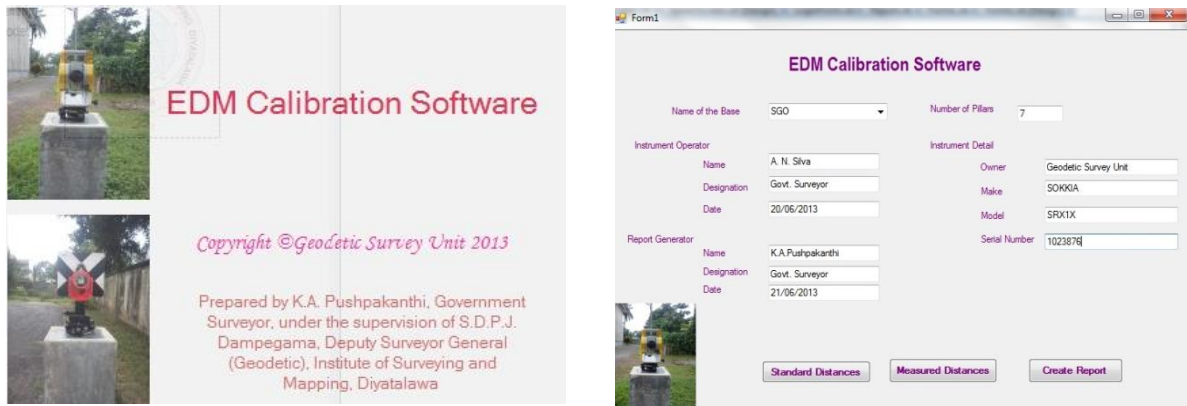 EDM Calibration Software
Copyright ©Geodetic Survey Unit 2013
Prepared by K.A. Pushpakanthi, Government
Surveyor, under the supervision of S.D.P.J.
Dampegama, Deputy Surveyor General
(Geodetic), Institute of Surveying and
Mapping, Diyatalawa
Form1
EDM Calibration Software
Name of the Base SGO Number of Pillars 7
Instrument Operator Instrument Detail
Name A. N. Silva Owner Geodetic Survey Unit
Designation Govt. Surveyor Make SOKKIA
Date 20/06/2013 Model SRX1X
Report Generator Serial Number 1023876
Name K.A.Pushpakanthi
Designation Govt. Surveyor
Date 21/06/2013
Standard Distances Measured Distances Create Report